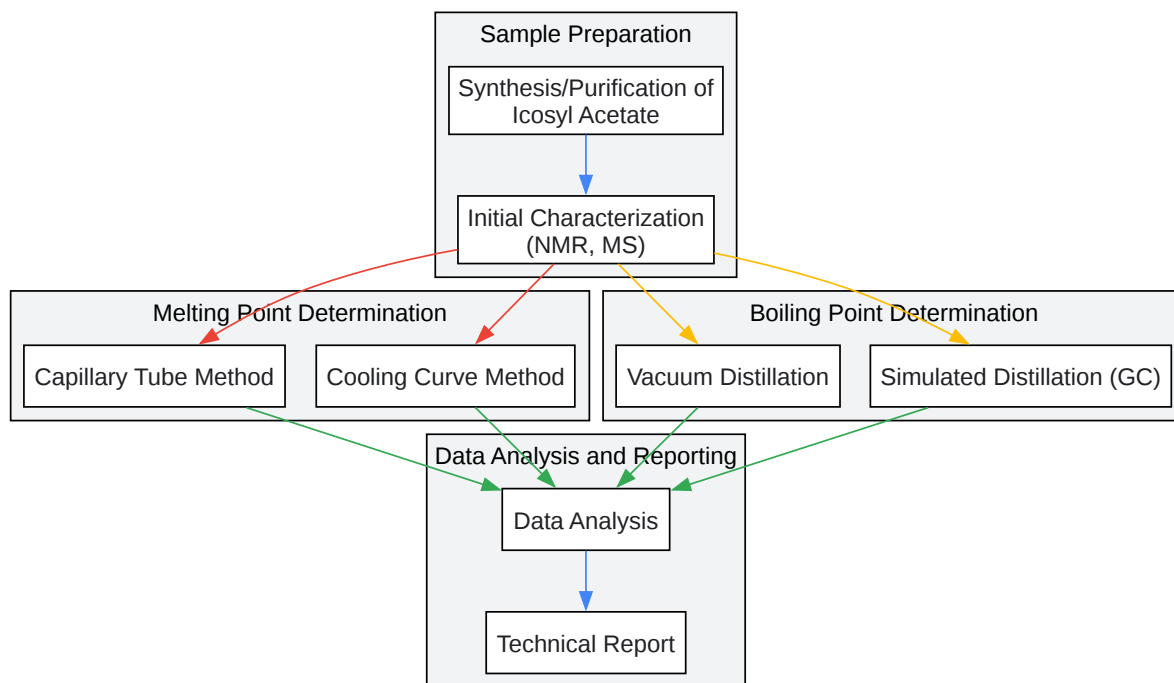 Sample Preparation
Synthesis/Purification of
Icosyl Acetate
Initial Characterization
(NMR, MS)
Melting Point Determination
Capillary Tube Method
Cooling Curve Method
Boiling Point Determination
Vacuum Distillation
Simulated Distillation (GC)
Data Analysis and Reporting
Data Analysis
Technical Report